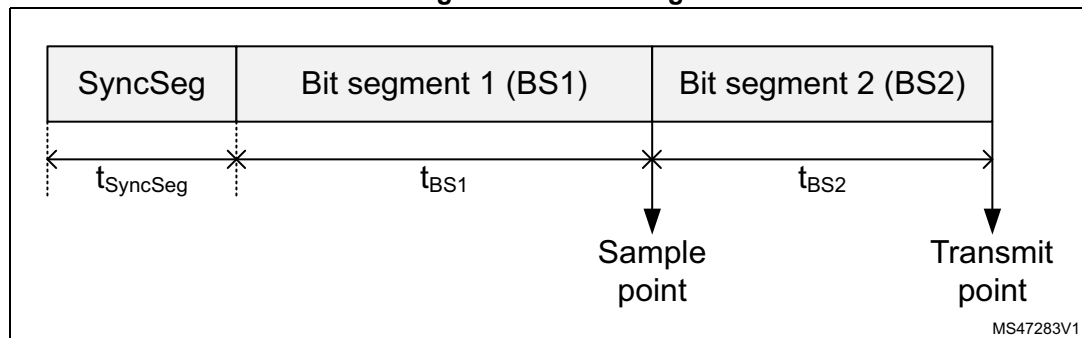 SyncSeg Bit segment 1 (BS1) Bit segment 2 (BS2)
tSyncSeg tBS1 tBS2
Sample point
Transmit point
MS47283V1